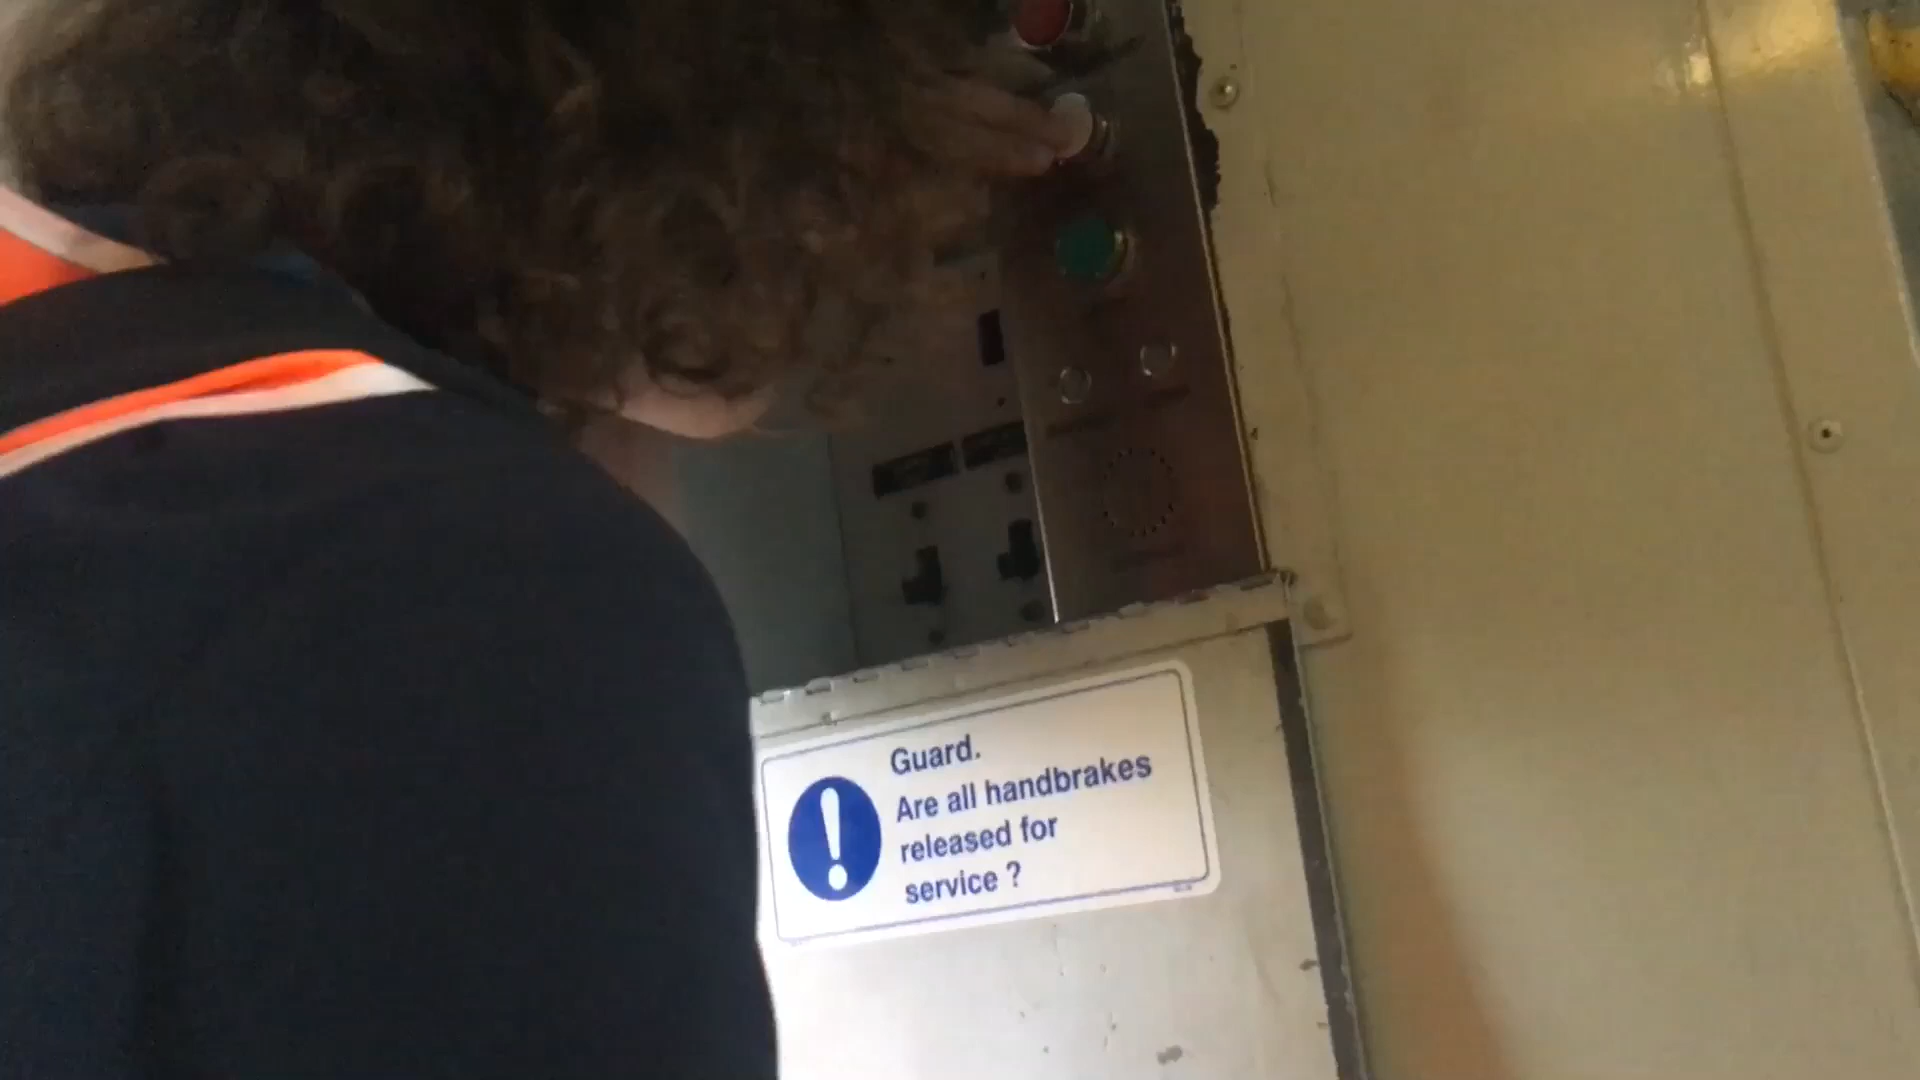 Guard.
Are all handbrakes
released for
service ?